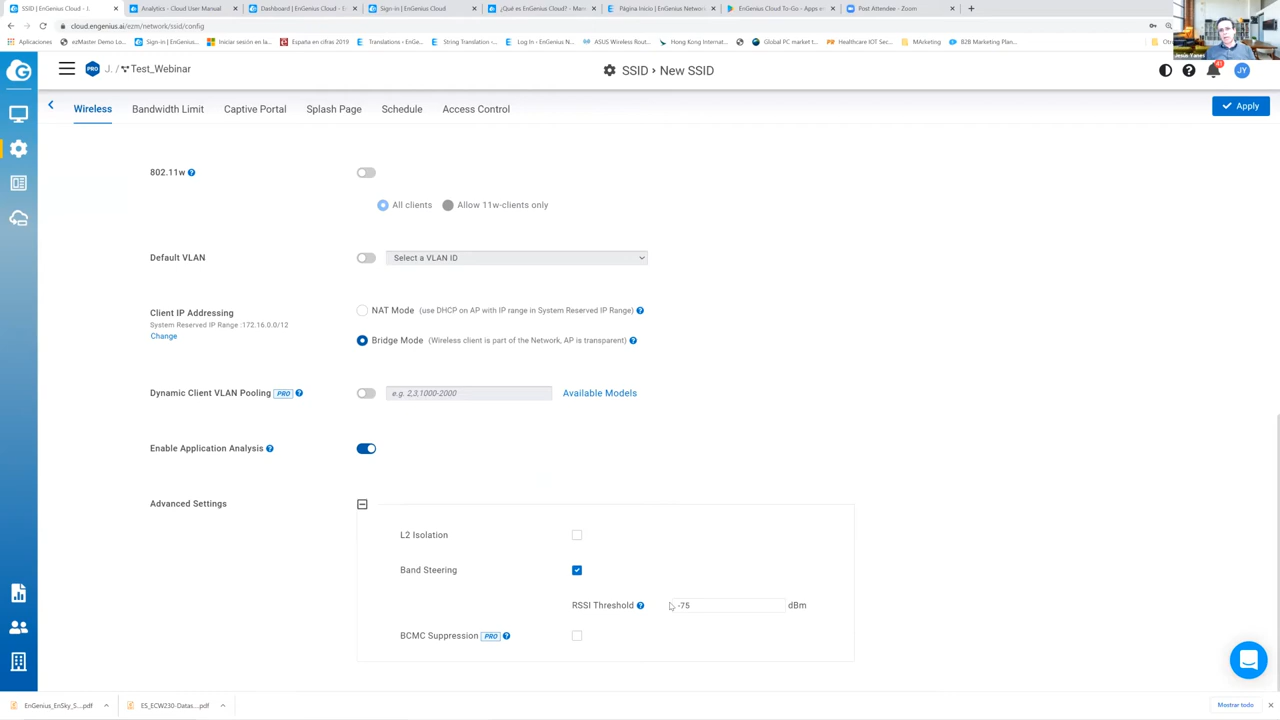 SSID | EnGenius Cloud - J.
Analytics - Cloud User Manual
Dashboard | EnGenius Cloud - E
Sign-in | EnGenius Cloud
¿Qué es EnGenius Cloud? - Man
Página Inicio | EnGenius Netwo
EnGenius Cloud To-Go - Apps e
Post Attendee - Zoom
cloud.engenius.ai/ezm/network/ssid/config
Aplicaciones
ezMaster Demo Lo...
Sign-in | EnGenius...
Iniciar sesión en la...
España en cifras 2019
Translations ‹ EnGe...
String Translation ‹...
Log In ‹ EnGenius N...
ASUS Wireless Rout...
Hong Kong Internat...
Global PC market t...
Healthcare IOT Sec...
MArketing
B2B Marketing Plan...
Jesús Yanes
PRO J. / Test_Webinar
SSID › New SSID
JY
Wireless
Bandwidth Limit
Captive Portal
Splash Page
Schedule
Access Control
Apply
802.11w
All clients
Allow 11w-clients only
Default VLAN
Select a VLAN ID
Client IP Addressing
System Reserved IP Range :172.16.0.0/12
Change
NAT Mode (use DHCP on AP with IP range in System Reserved IP Range)
Bridge Mode (Wireless client is part of the Network, AP is transparent)
Dynamic Client VLAN Pooling PRO
e.g. 2,3,1000-2000
Available Models
Enable Application Analysis
Advanced Settings
L2 Isolation
Band Steering
RSSI Threshold
-75
dBm
BCMC Suppression PRO
EnGenius_EnSky_S....pdf
ES_ECW230-Datas....pdf
Mostrar todo